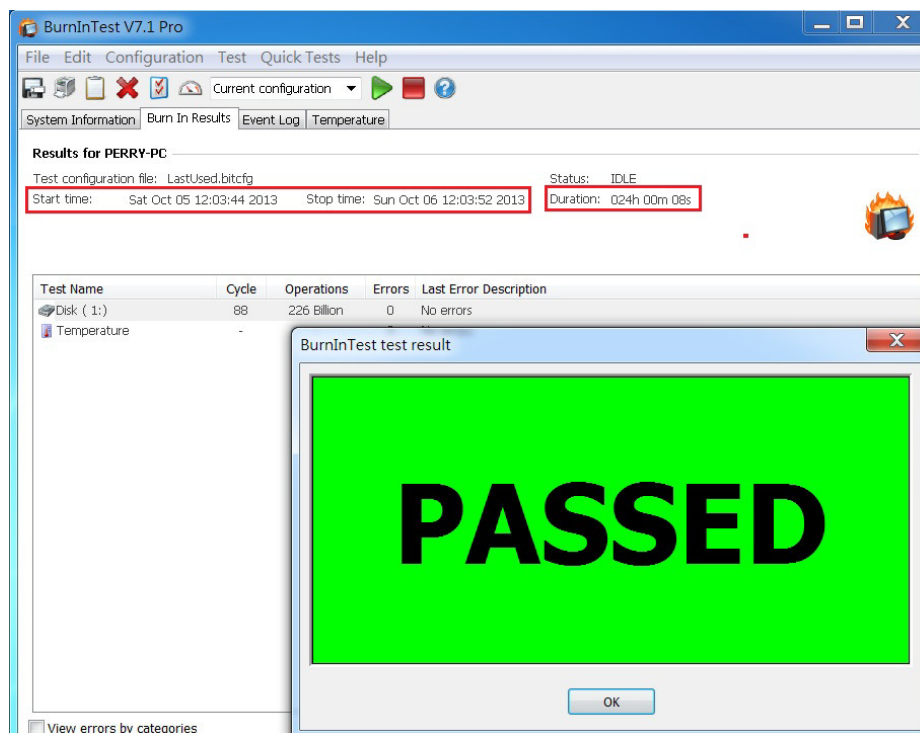 BurnInTest V7.1 Pro
File Edit Configuration Test Quick Tests Help
Current configuration
System Information Burn In Results Event Log Temperature
Results for PERRY-PC
Test configuration file: LastUsed.bitcfg Status: IDLE
Start time: Sat Oct 05 12:03:44 2013 Stop time: Sun Oct 06 12:03:52 2013 Duration: 024h 00m 08s
Test Name Cycle Operations Errors Last Error Description
Disk ( 1:) 88 226 Billion 0 No errors
Temperature -
BurnInTest test result
PASSED
OK
View errors by categories